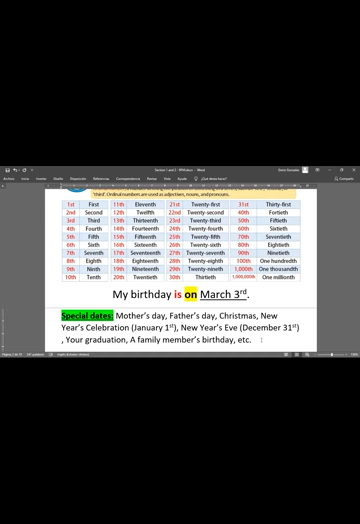 Section 1 and 2 - RPA.docx - Word
Archivo Inicio Insertar Diseño Disposición Referencias Correspondencia Revisar Vista Ayuda ¿Qué desea hacer? Compartir
'third'. Ordinal numbers are used as adjectives, nouns, and pronouns.
1st First 11th Eleventh 21st Twenty-first 31st Thirty-first
2nd Second 12th Twelfth 22nd Twenty-second 40th Fortieth
3rd Third 13th Thirteenth 23rd Twenty-third 50th Fiftieth
4th Fourth 14th Fourteenth 24th Twenty-fourth 60th Sixtieth
5th Fifth 15th Fifteenth 25th Twenty-fifth 70th Seventieth
6th Sixth 16th Sixteenth 26th Twenty-sixth 80th Eightieth
7th Seventh 17th Seventeenth 27th Twenty-seventh 90th Ninetieth
8th Eighth 18th Eighteenth 28th Twenty-eighth 100th One hundredth
9th Ninth 19th Nineteenth 29th Twenty-ninth 1,000th One thousandth
10th Tenth 20th Twentieth 30th Thirtieth 1,000,000th One millionth
My birthday is on March 3rd.
Special dates: Mother's day, Father's day, Christmas, New
Year's Celebration (January 1st), New Year's Eve (December 31st)
, Your graduation, A family member's birthday, etc.